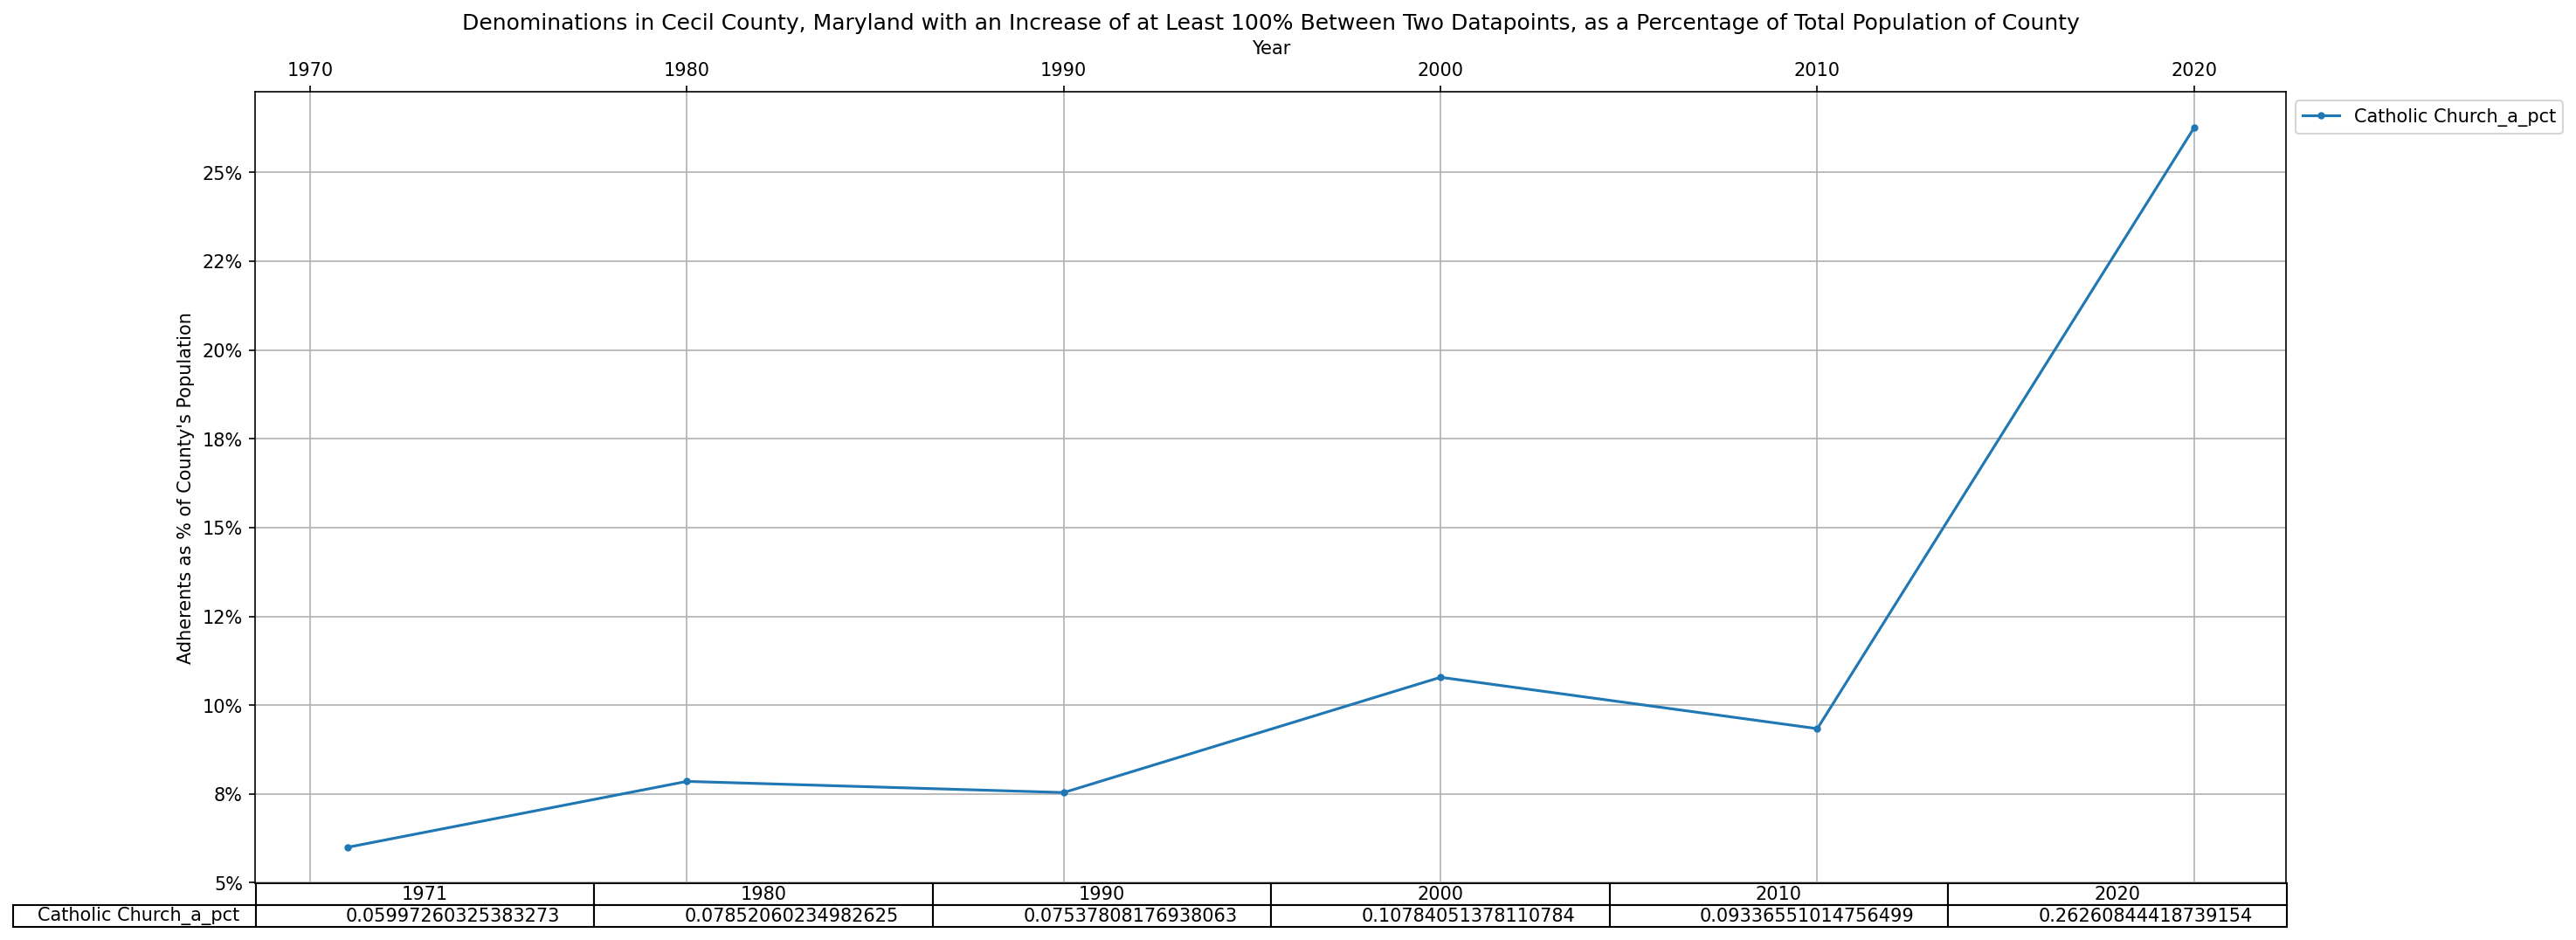 Denominations in Cecil County, Maryland with an Increase of at Least 100% Between Two Datapoints, as a Percentage of Total Population of County
Year
1970 1980 1990 2000 2010 2020
Catholic Church_a_pct
Adherents as % of County's Population
25%
22%
20%
18%
15%
12%
10%
8%
5%
1971 1980 1990 2000 2010 2020
Catholic Church_a_pct 0.05997260325383273 0.07852060234982625 0.07537808176938063 0.10784051378110784 0.09336551014756499 0.26260844418739154